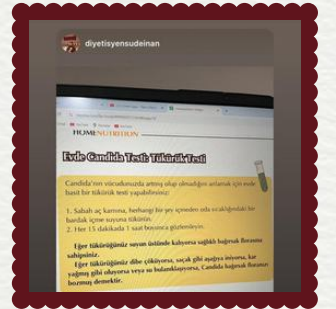 diyetisyensudeinan
HOMENUTRITION
Evde Candida Testi: Tükürük Testi
Candida'nın vücudunuzda artmış olup olmadığını anlamak için evde
basit bir tükürük testi yapabilirsiniz:
1. Sabah aç karnına, herhangi bir şey içmeden oda sıcaklığındaki bir
bardak içme suyuna tükürün.
2. Her 15 dakikada 1 saat boyunca gözlemleyin.
Eğer tükürüğünüz suyun üstünde kalıyorsa sağlıklı bağırsak florasına
sahipsiniz.
Eğer tükürüğünüz dibe çöküyorsa, saçak gibi aşağıya iniyorsa, kar
yağmış gibi oluyorsa veya su bulanıklaşıyorsa, Candida bağırsak floranızı
bozmuş demektir.